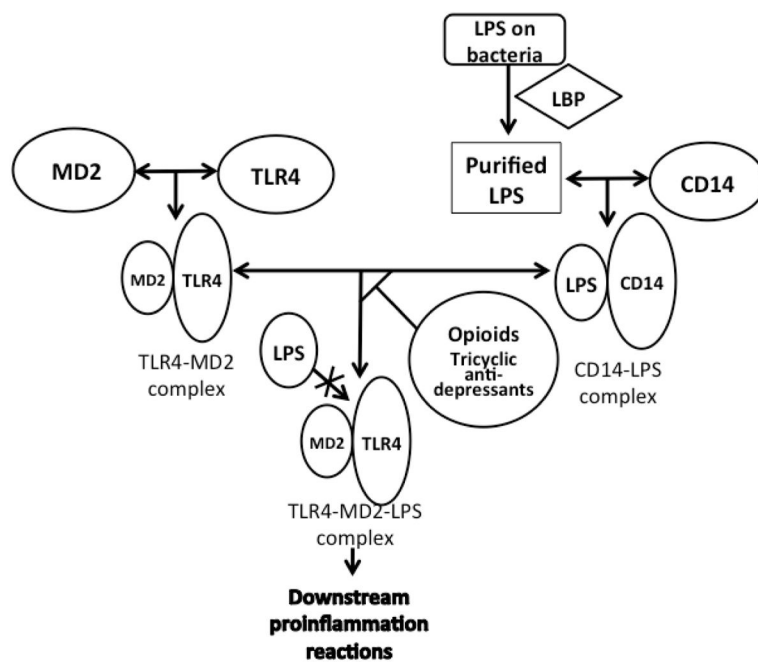 LPS on
bacteria
LBP
MD2
TLR4
Purified
LPS
CD14
MD2
TLR4
LPS
CD14
TLR4-MD2
complex
LPS
Opioids
Tricyclic
anti-
depressants
CD14-LPS
complex
MD2
TLR4
TLR4-MD2-LPS
complex
Downstream
proinflammation
reactions